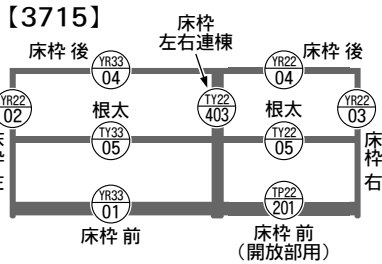 【3715】
床枠
左右連棟
床枠 後
床枠 後
YR33
04
YR22
04
YR22
02
TY22
403
YR22
03
根太
根太
TY33
05
TY22
05
床枠 左
床枠 右
YR33
01
TP22
201
床枠 前
床枠 前
（開放部用）